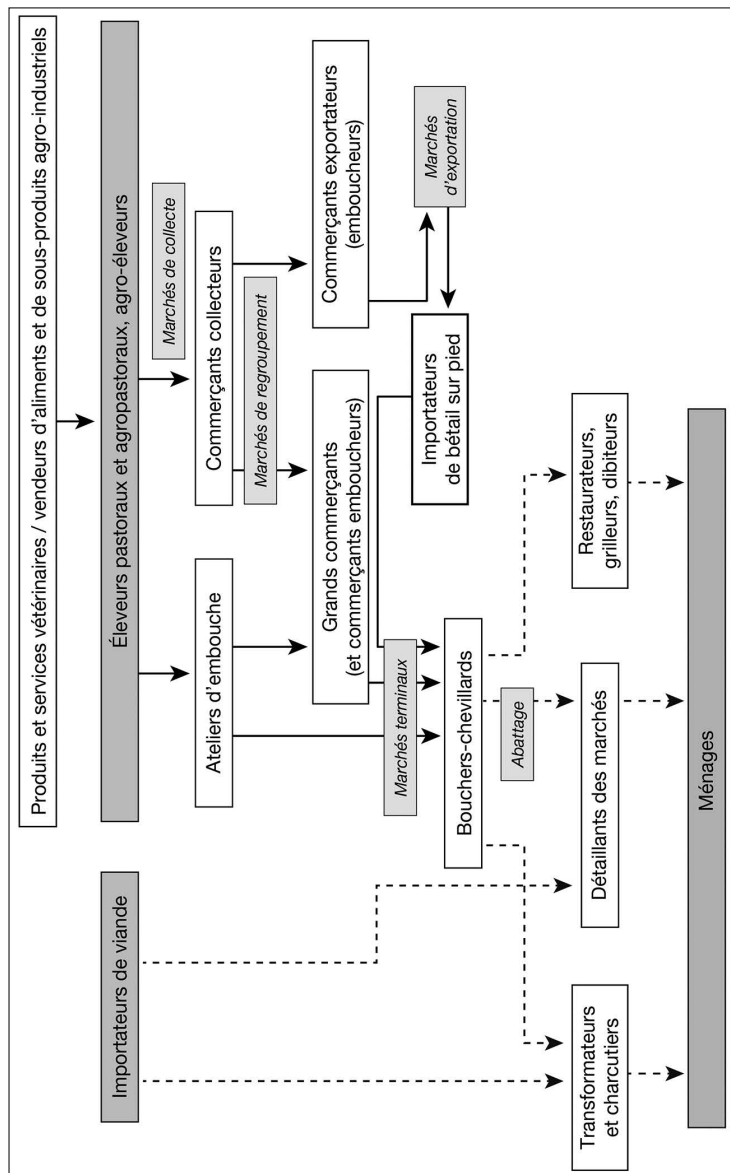 Produits et services vétérinaires / vendeurs d'aliments et de sous-produits agro-industriels
Importateurs de viande
Éleveurs pastoraux et agropastoraux, agro-éleveurs
Marchés de collecte
Ateliers d'embouche
Commerçants collecteurs
Marchés de regroupement
Grands commerçants
(et commerçants emboucheurs)
Commerçants exportateurs
(emboucheurs)
Marchés terminaux
Marchés
d'exportation
Bouchers-chevillards
Importateurs
de bétail sur pied
Abattage
Transformateurs
et charcutiers
Détaillants des marchés
Restaurateurs,
grilleurs, dibiteurs
Ménages